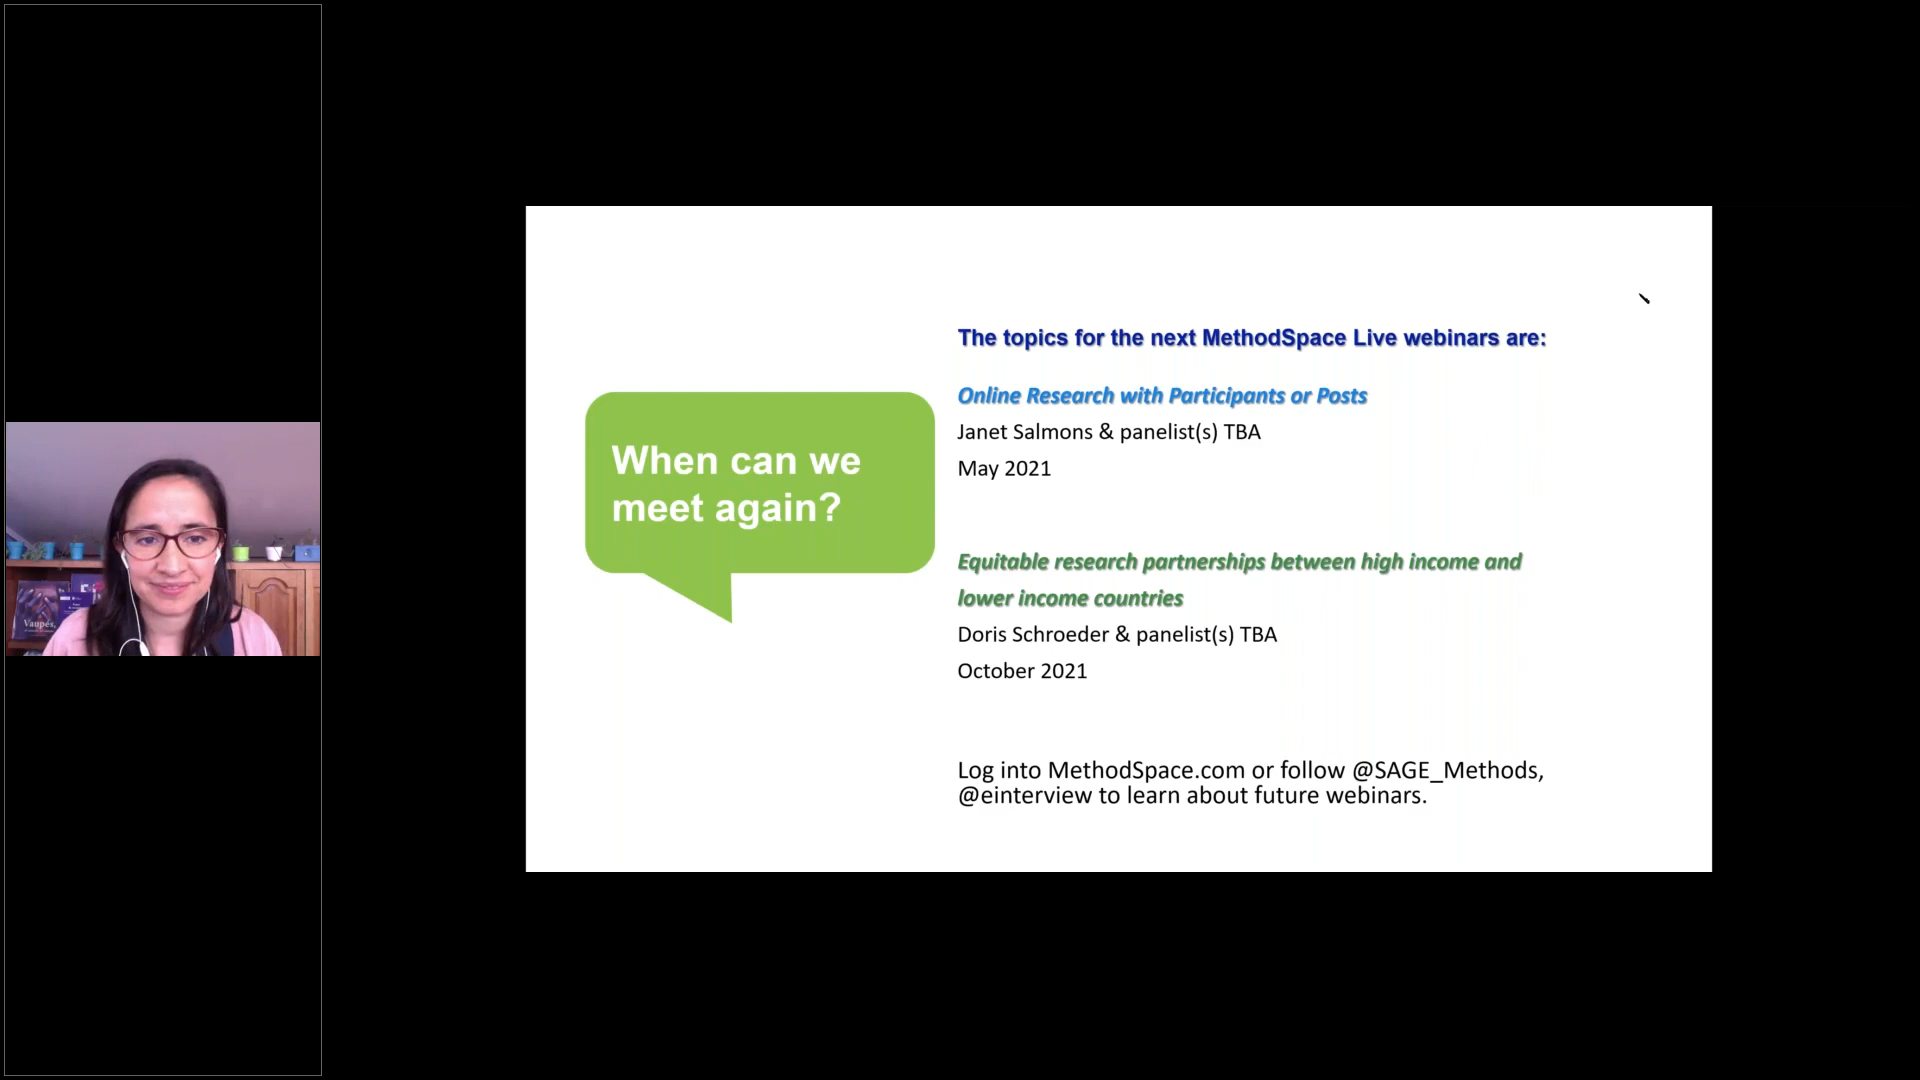 When can we
meet again?
The topics for the next MethodSpace Live webinars are:
Online Research with Participants or Posts
Janet Salmons & panelist(s) TBA
May 2021
Equitable research partnerships between high income and
lower income countries
Doris Schroeder & panelist(s) TBA
October 2021
Log into MethodSpace.com or follow @SAGE_Methods,
@einterview to learn about future webinars.
Vaupés,